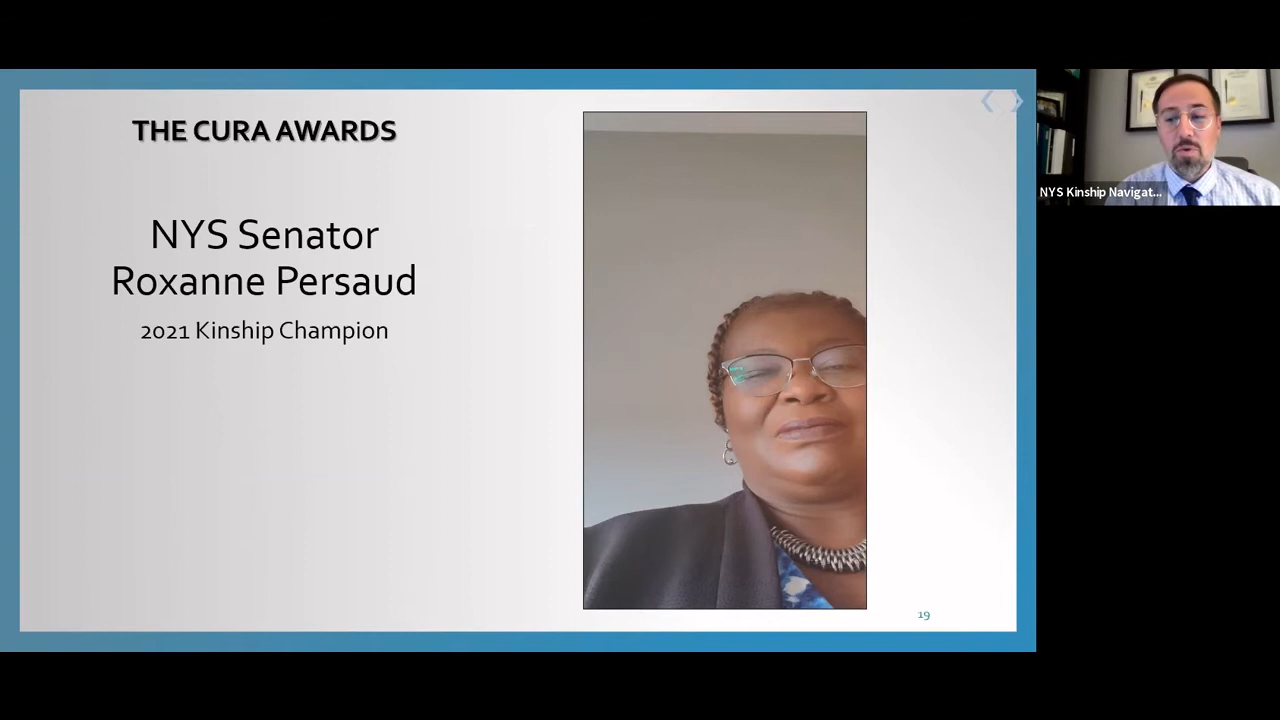 THE CURA AWARDS
NYS Senator
Roxanne Persaud
2021 Kinship Champion
19
NYS Kinship Navigat...